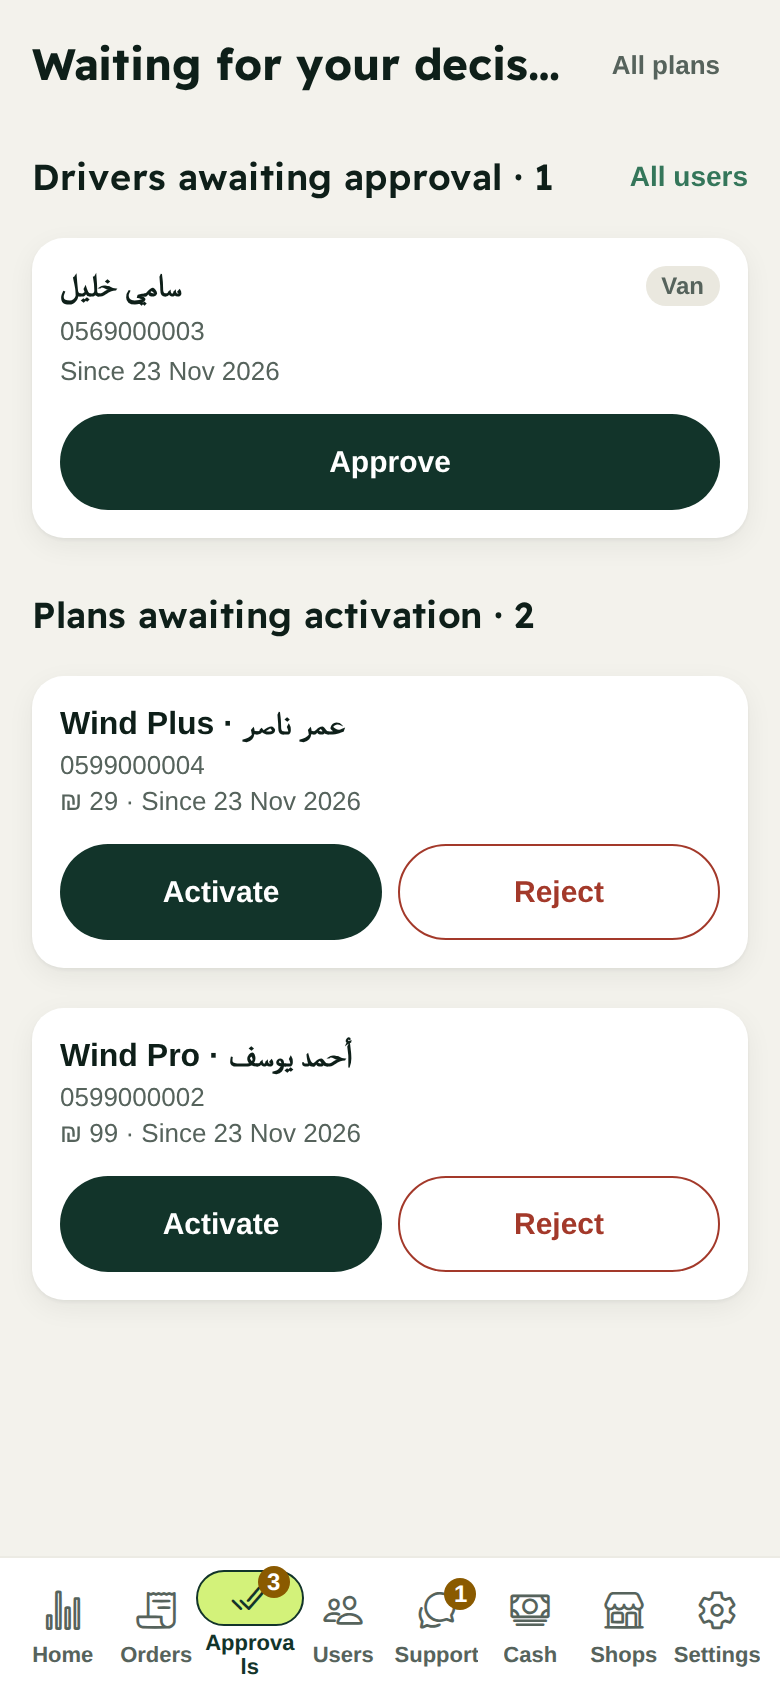 Waiting for your decis...
All plans
Drivers awaiting approval · 1
All users
سامي خليل
Van
0569000003
Since 23 Nov 2026
Approve
Plans awaiting activation · 2
Wind Plus · عمر ناصر
0599000004
₪ 29 · Since 23 Nov 2026
Activate
Reject
Wind Pro · أحمد يوسف
0599000002
₪ 99 · Since 23 Nov 2026
Activate
Reject
3
1
Home
Orders
Approva
ls
Users
Support
Cash
Shops
Settings